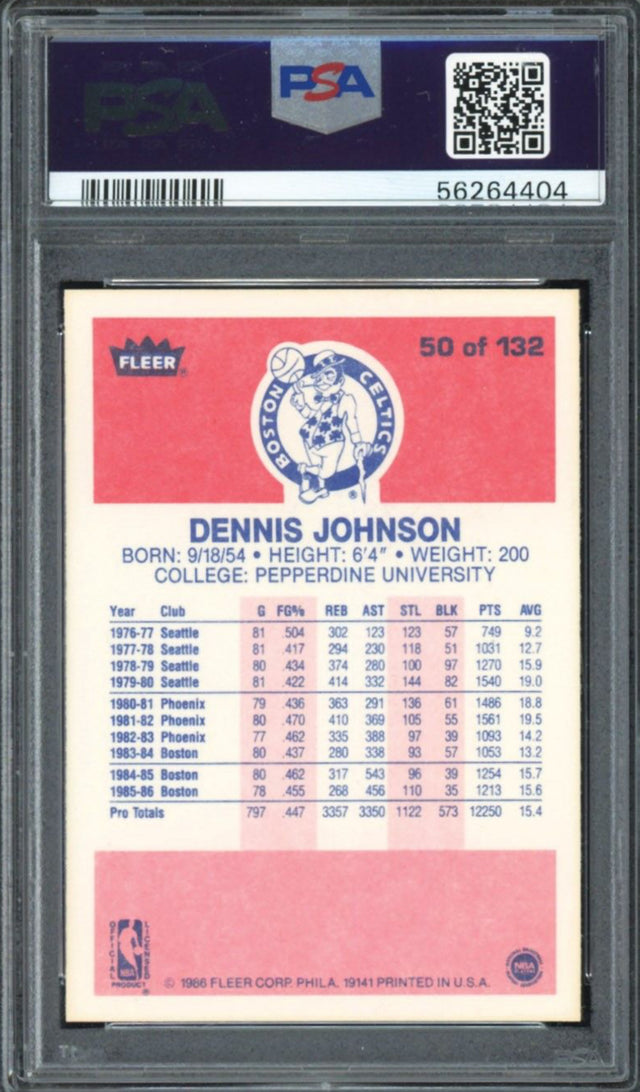 PSA
PSA
56264404
FLEER®
50 of 132
BOSTON CELTICS
®
DENNIS JOHNSON
BORN: 9/18/54 • HEIGHT: 6'4" • WEIGHT: 200
COLLEGE: PEPPERDINE UNIVERSITY
Year Club G FG% REB AST STL BLK PTS AVG
1976-77 Seattle 81 .504 302 123 123 57 749 9.2
1977-78 Seattle 81 .417 294 230 118 51 1031 12.7
1978-79 Seattle 80 .434 374 280 100 97 1270 15.9
1979-80 Seattle 81 .422 414 332 144 82 1540 19.0
1980-81 Phoenix 79 .436 363 291 136 61 1486 18.8
1981-82 Phoenix 80 .470 410 369 105 55 1561 19.5
1982-83 Phoenix 77 .462 335 388 97 39 1093 14.2
1983-84 Boston 80 .437 280 338 93 57 1053 13.2
1984-85 Boston 80 .462 317 543 96 39 1254 15.7
1985-86 Boston 78 .455 268 456 110 35 1213 15.6
Pro Totals 797 .447 3357 3350 1122 573 12250 15.4
OFFICIAL LICENSED
NBA
PRODUCT ®
© 1986 FLEER CORP. PHILA. 19141 PRINTED IN U.S.A.
NBA
PLAYERS